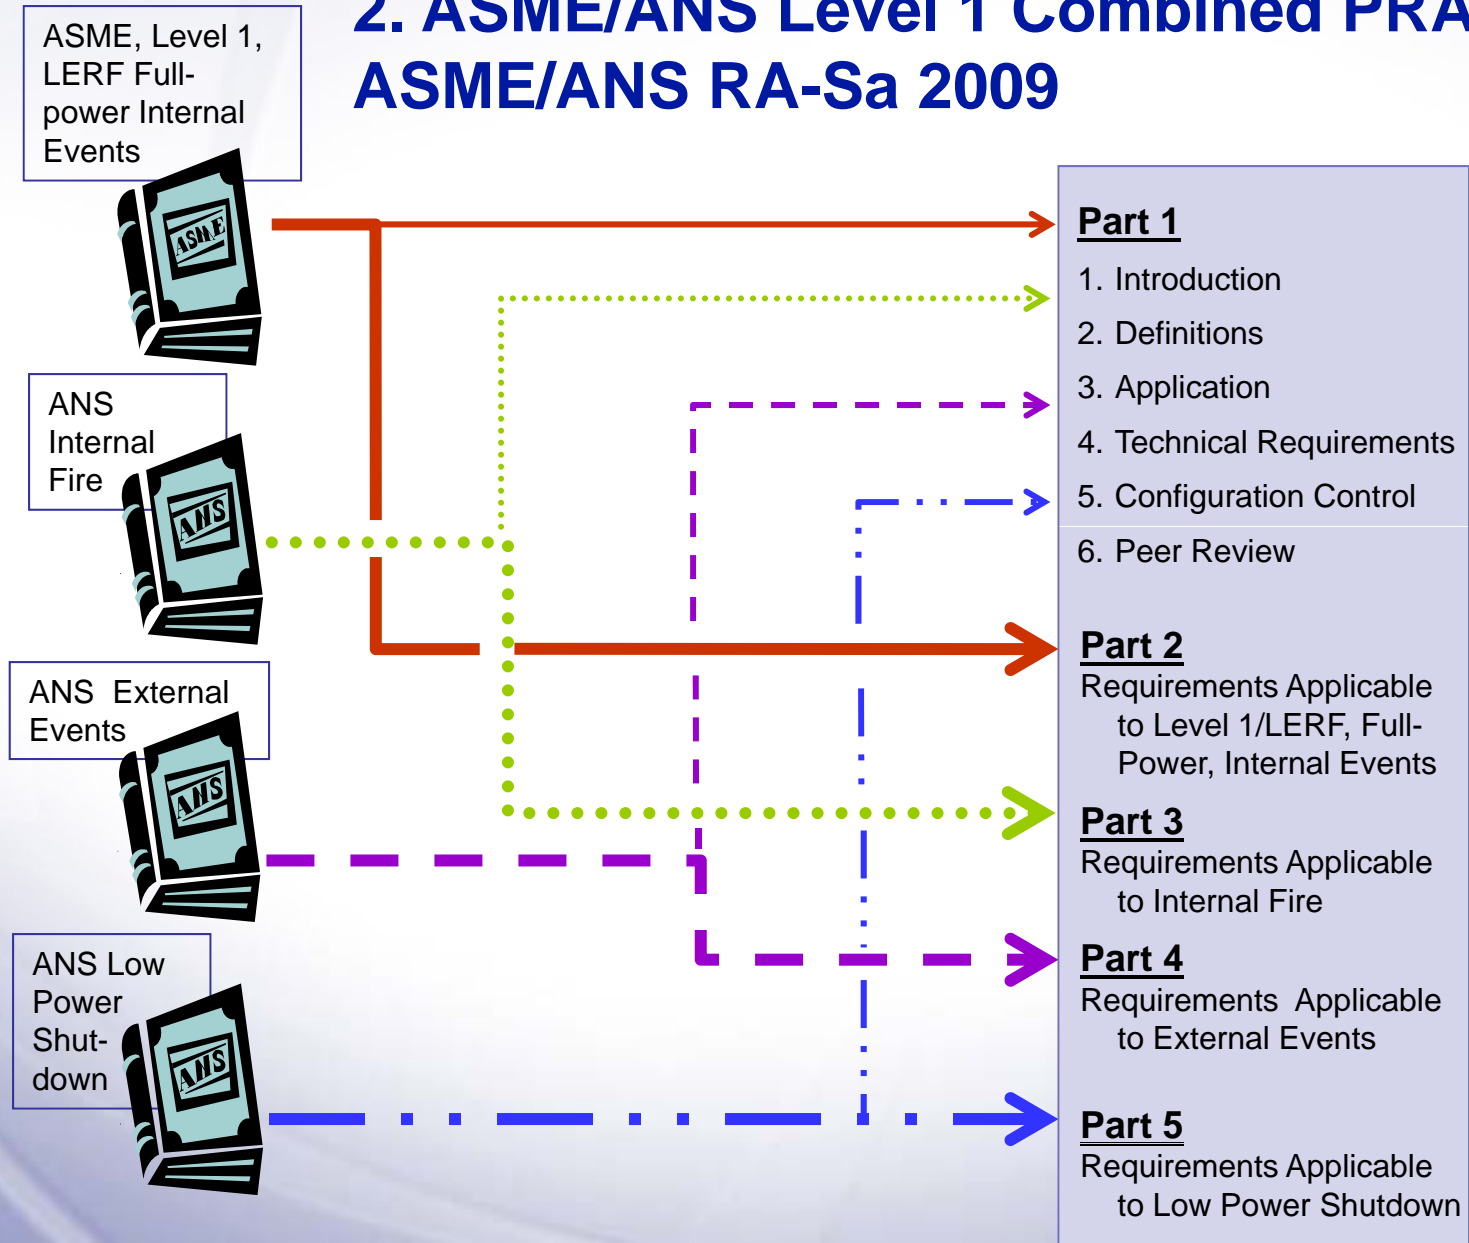 2. ASME/ANS Level 1 Combined PRA
ASME/ANS RA-Sa 2009
ASME, Level 1,
LERF Full-
power Internal
Events
ASME
ANS
Internal
Fire
ANS
ANS External
Events
ANS
ANS Low
Power
Shut-
down
ANS
Part 1
1. Introduction
2. Definitions
3. Application
4. Technical Requirements
5. Configuration Control
6. Peer Review
Part 2
Requirements Applicable
to Level 1/LERF, Full-
Power, Internal Events
Part 3
Requirements Applicable
to Internal Fire
Part 4
Requirements Applicable
to External Events
Part 5
Requirements Applicable
to Low Power Shutdown